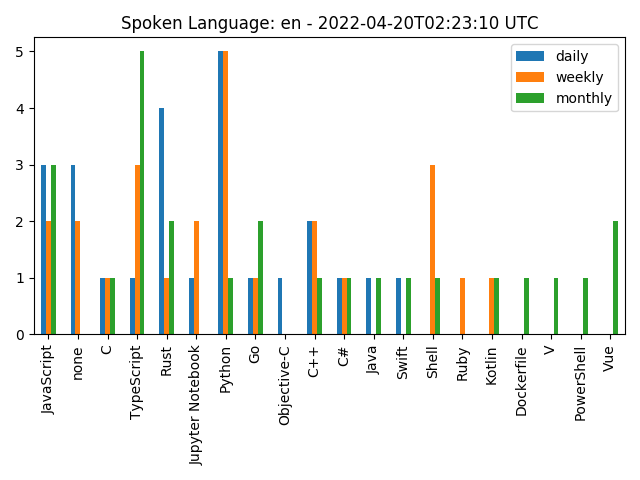 Spoken Language: en - 2022-04-20T02:23:10 UTC
daily
weekly
monthly
5
4
3
2
1
0
JavaScript
none
C
TypeScript
Rust
Jupyter Notebook
Python
Go
Objective-C
C++
C#
Java
Swift
Shell
Ruby
Kotlin
Dockerfile
V
PowerShell
Vue